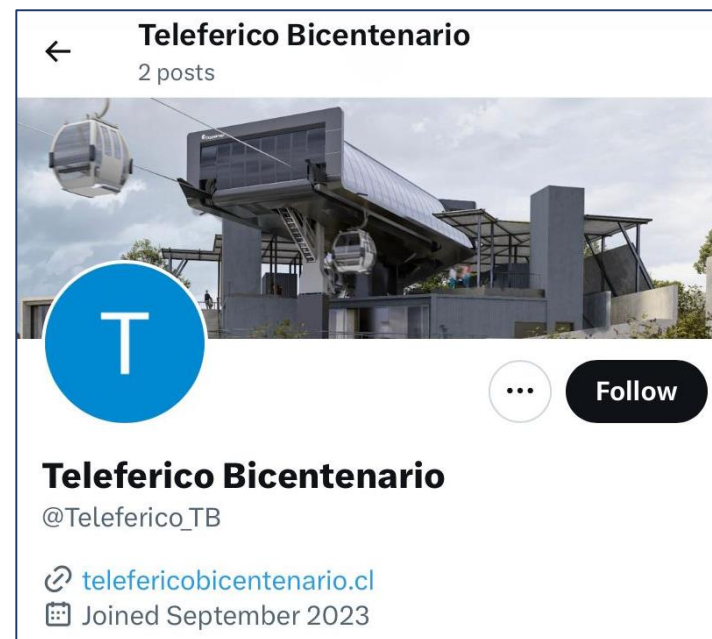 Teleferico Bicentenario
2 posts
T
Follow
Teleferico Bicentenario
@Teleferico_TB
telefericobicentenario.cl
Joined September 2023